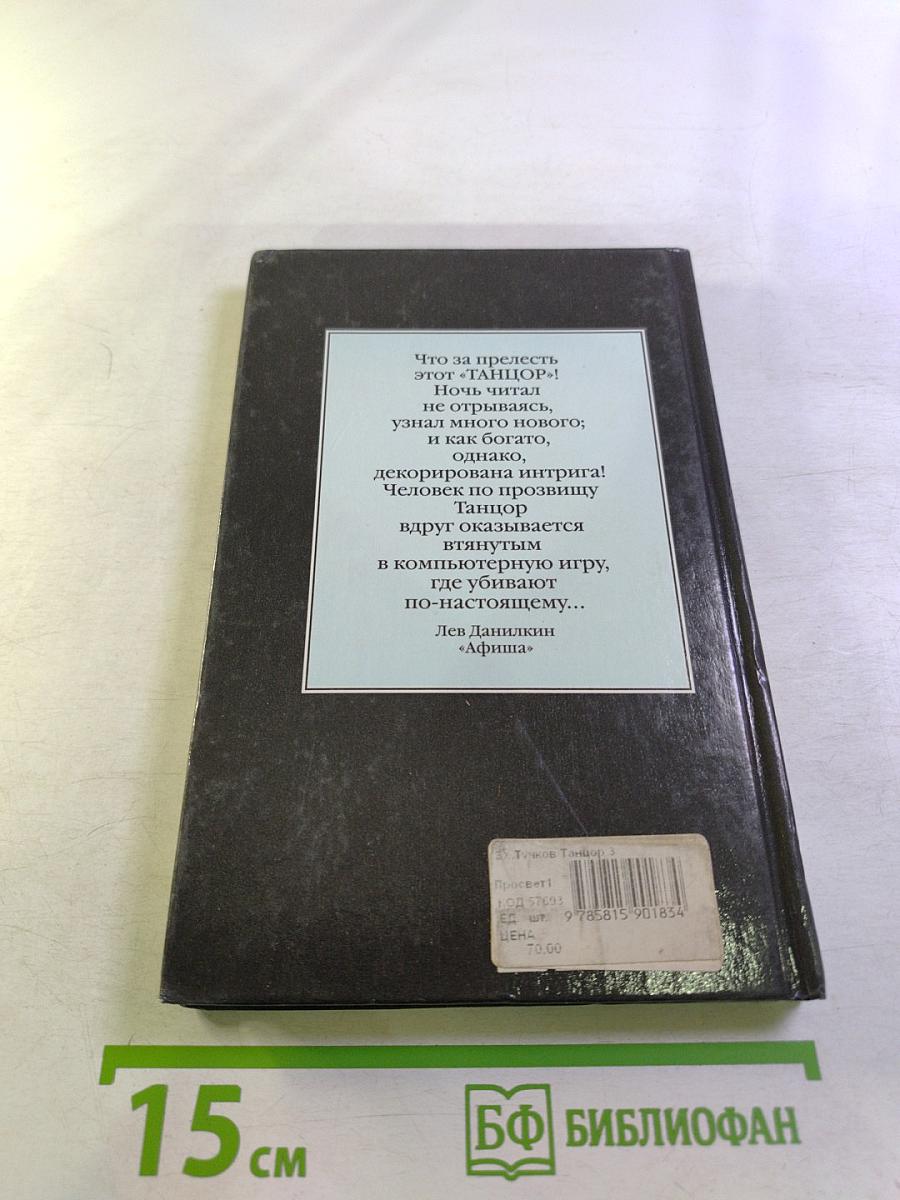 Что за прелесть
этот «ТАНЦОР»!
Ночь читал
не отрываясь,
узнал много нового;
и как богато,
однако,
декорирована интрига!
Человек по прозвищу
Танцор
вдруг оказывается
втянутым
в компьютерную игру,
где убивают
по-настоящему...
Лев Данилкин
«Афиша»
Тучков Танцор 3
Просвет1
КОД 57693
ЕД. шт.
9 785815 901834
ЦЕНА
70.00
15 см
БФ БИБЛИОФАН